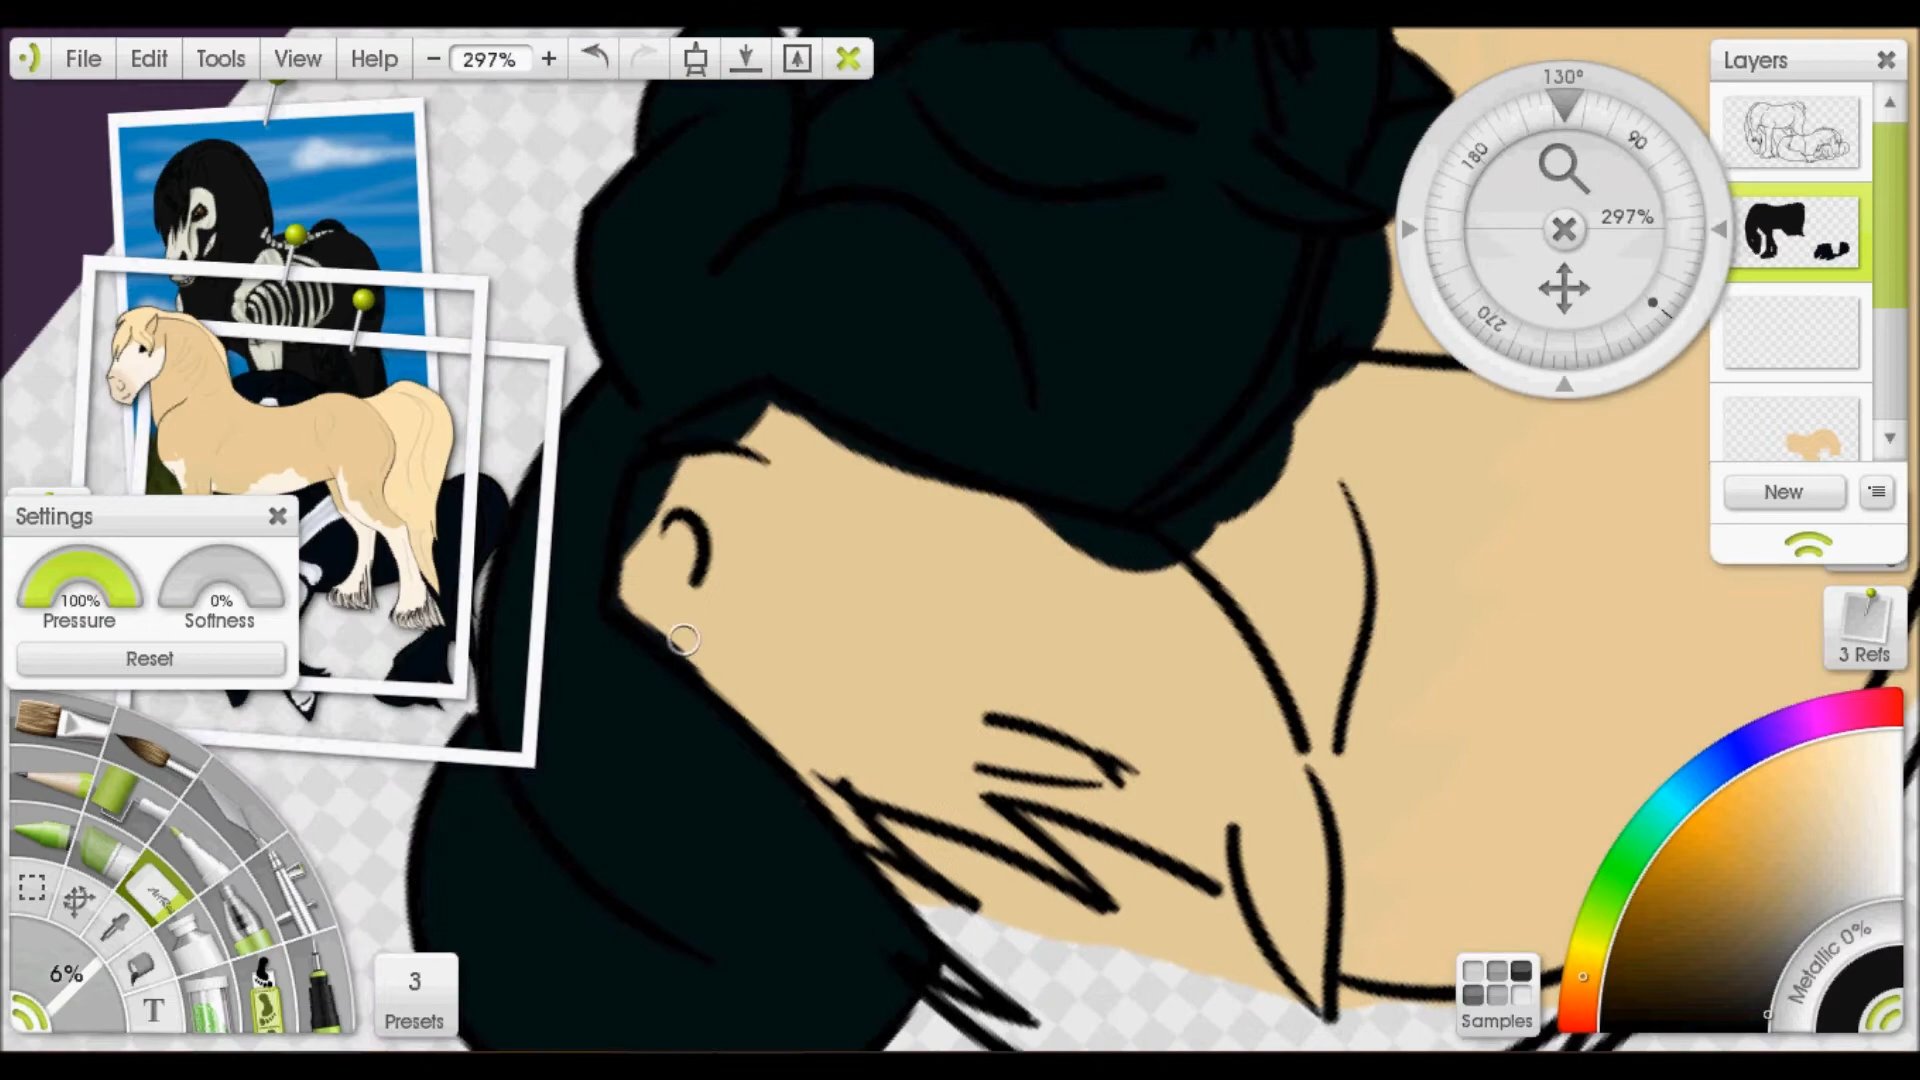 File Edit Tools View Help − 297% +
Layers
130°
90
180
297%
270
New
3 Refs
Settings
100%
Pressure
0%
Softness
Reset
6%
T
3
Presets
Samples
Metallic 0%